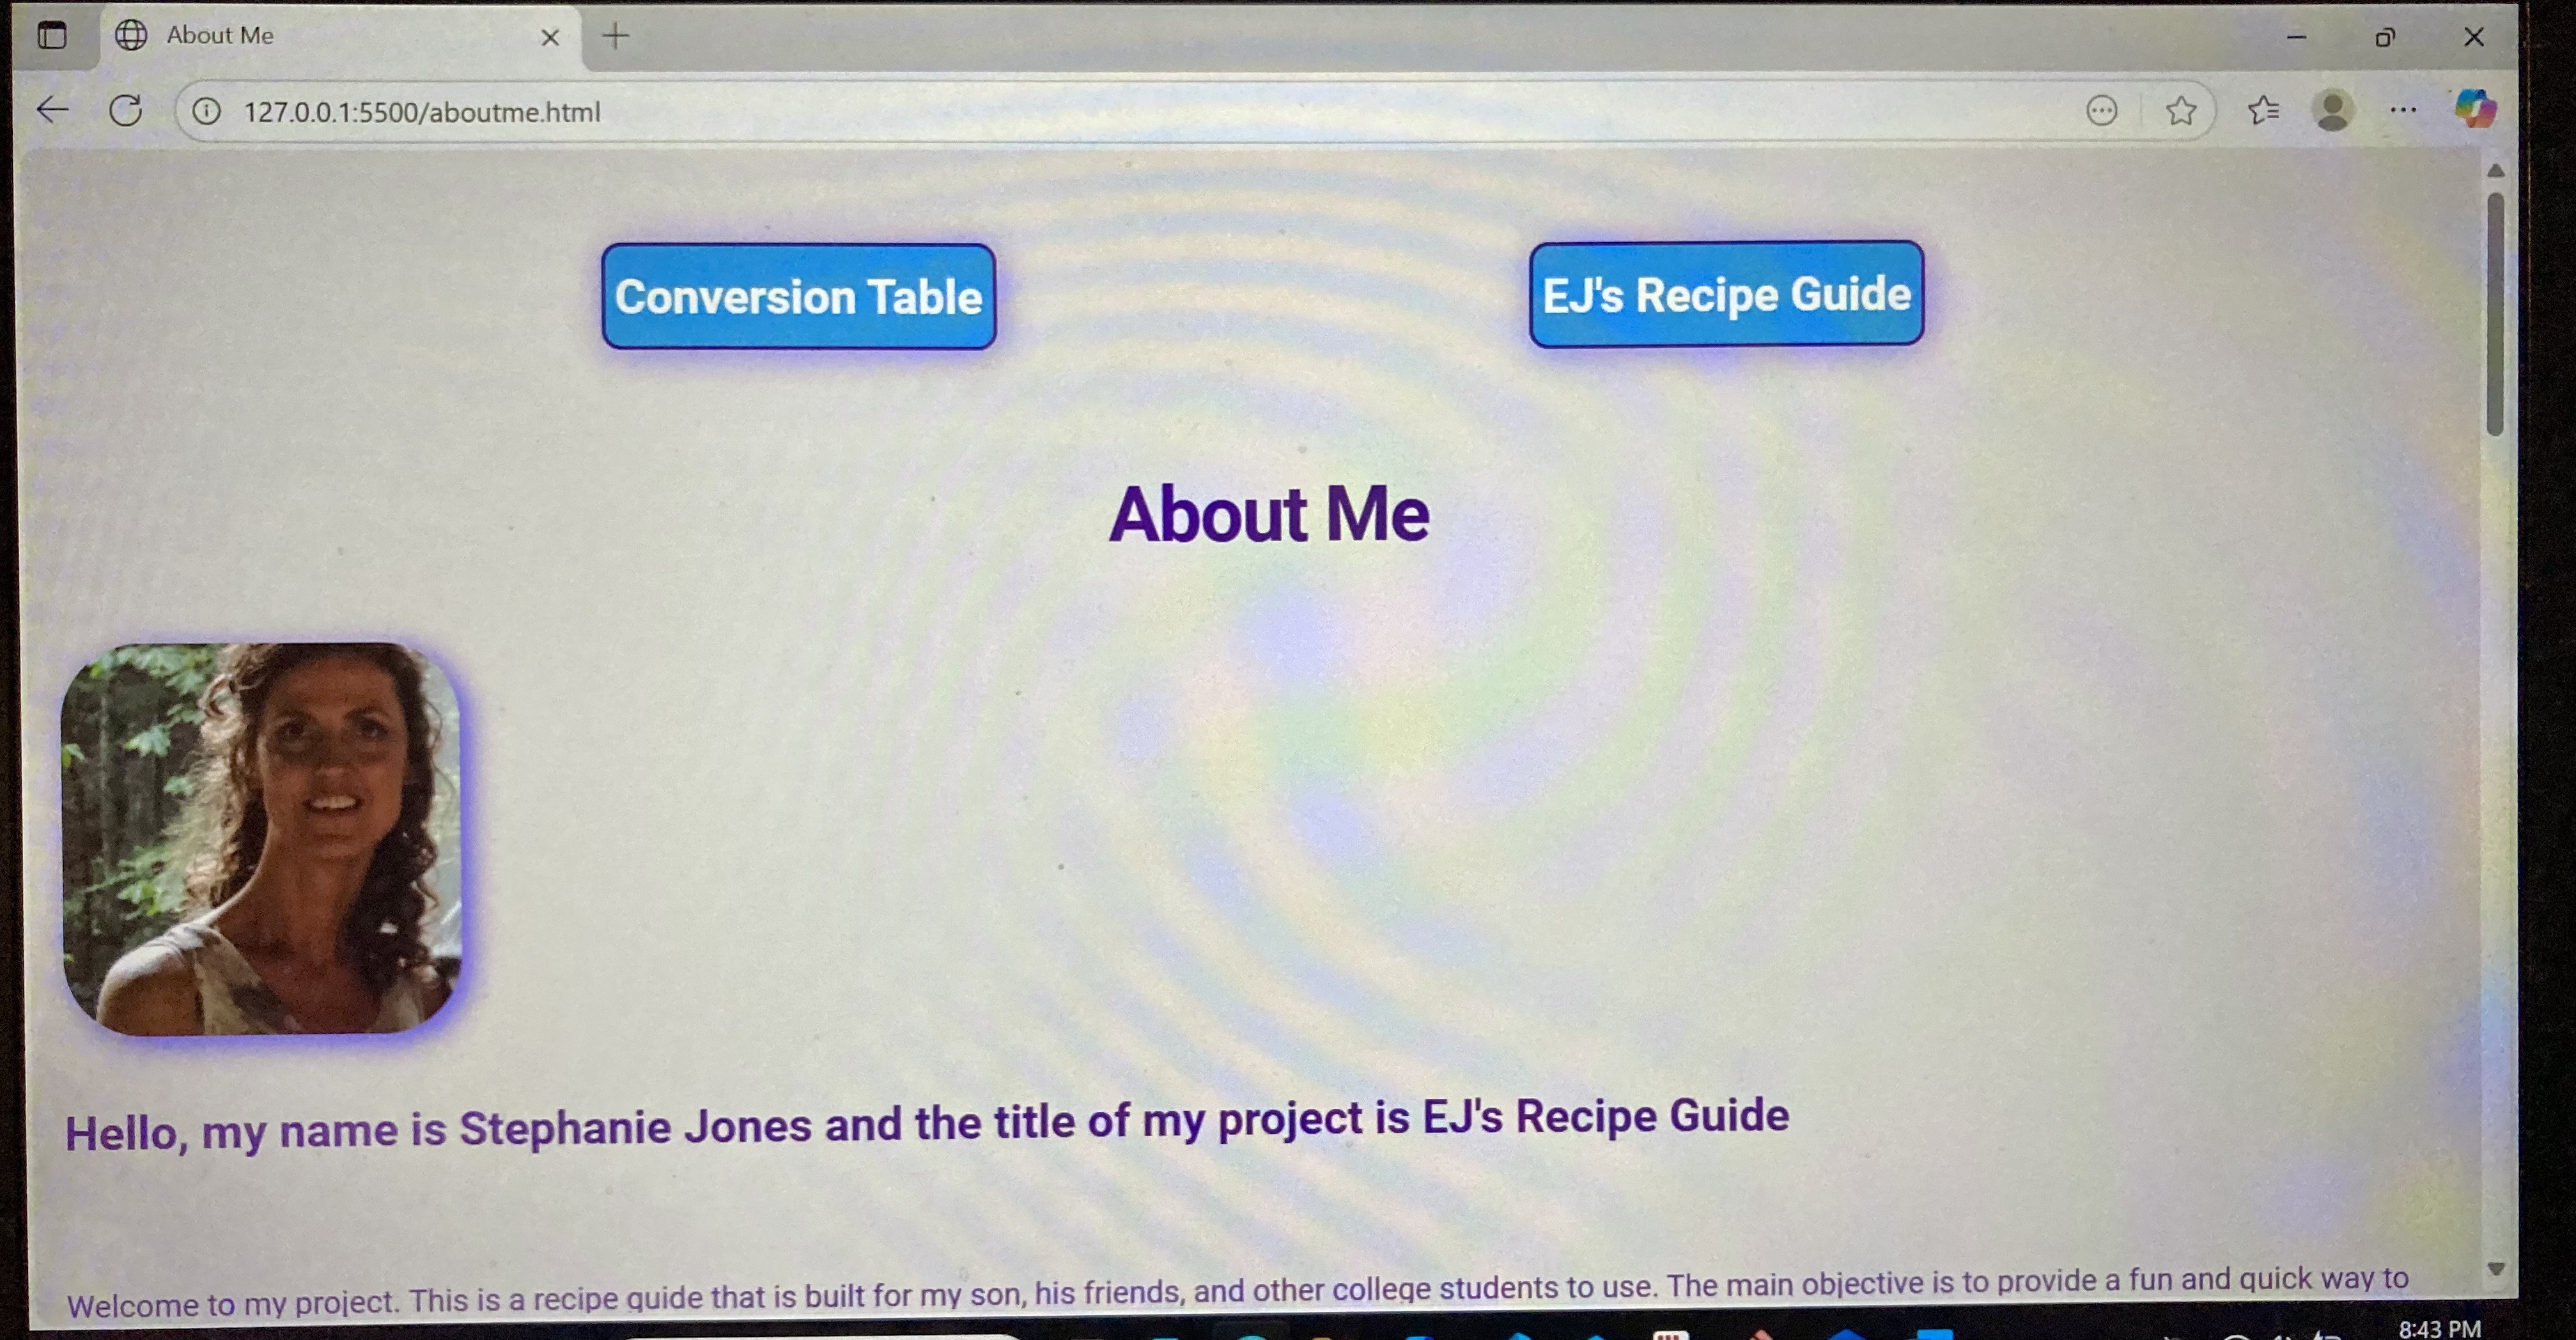 About Me
127.0.0.1:5500/aboutme.html
Conversion Table
EJ's Recipe Guide
About Me
Hello, my name is Stephanie Jones and the title of my project is EJ's Recipe Guide
Welcome to my project. This is a recipe guide that is built for my son, his friends, and other college students to use. The main objective is to provide a fun and quick way to
8:43 PM